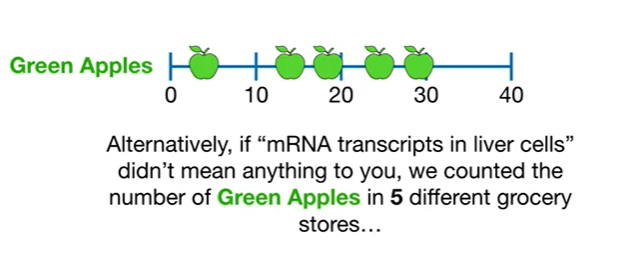 Green Apples
0 10 20 30 40
Alternatively, if “mRNA transcripts in liver cells”
didn’t mean anything to you, we counted the
number of Green Apples in 5 different grocery
stores…